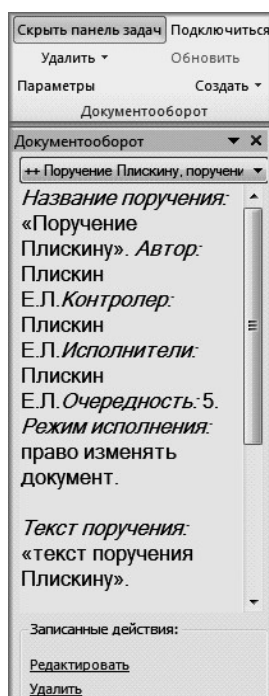 Скрыть панель задач Подключиться
Удалить Обновить
Параметры Создать
Документооборот
Документооборот
++ Поручение Плискину, поручени
Название поручения:
«Поручение
Плискину». Автор:
Плискин
Е.Л.Контролер:
Плискин
Е.Л.Исполнители:
Плискин
Е.Л.Очередность: 5.
Режим исполнения:
право изменять
документ.
Текст поручения:
«текст поручения
Плискину».
Записанные действия:
Редактировать
Удалить